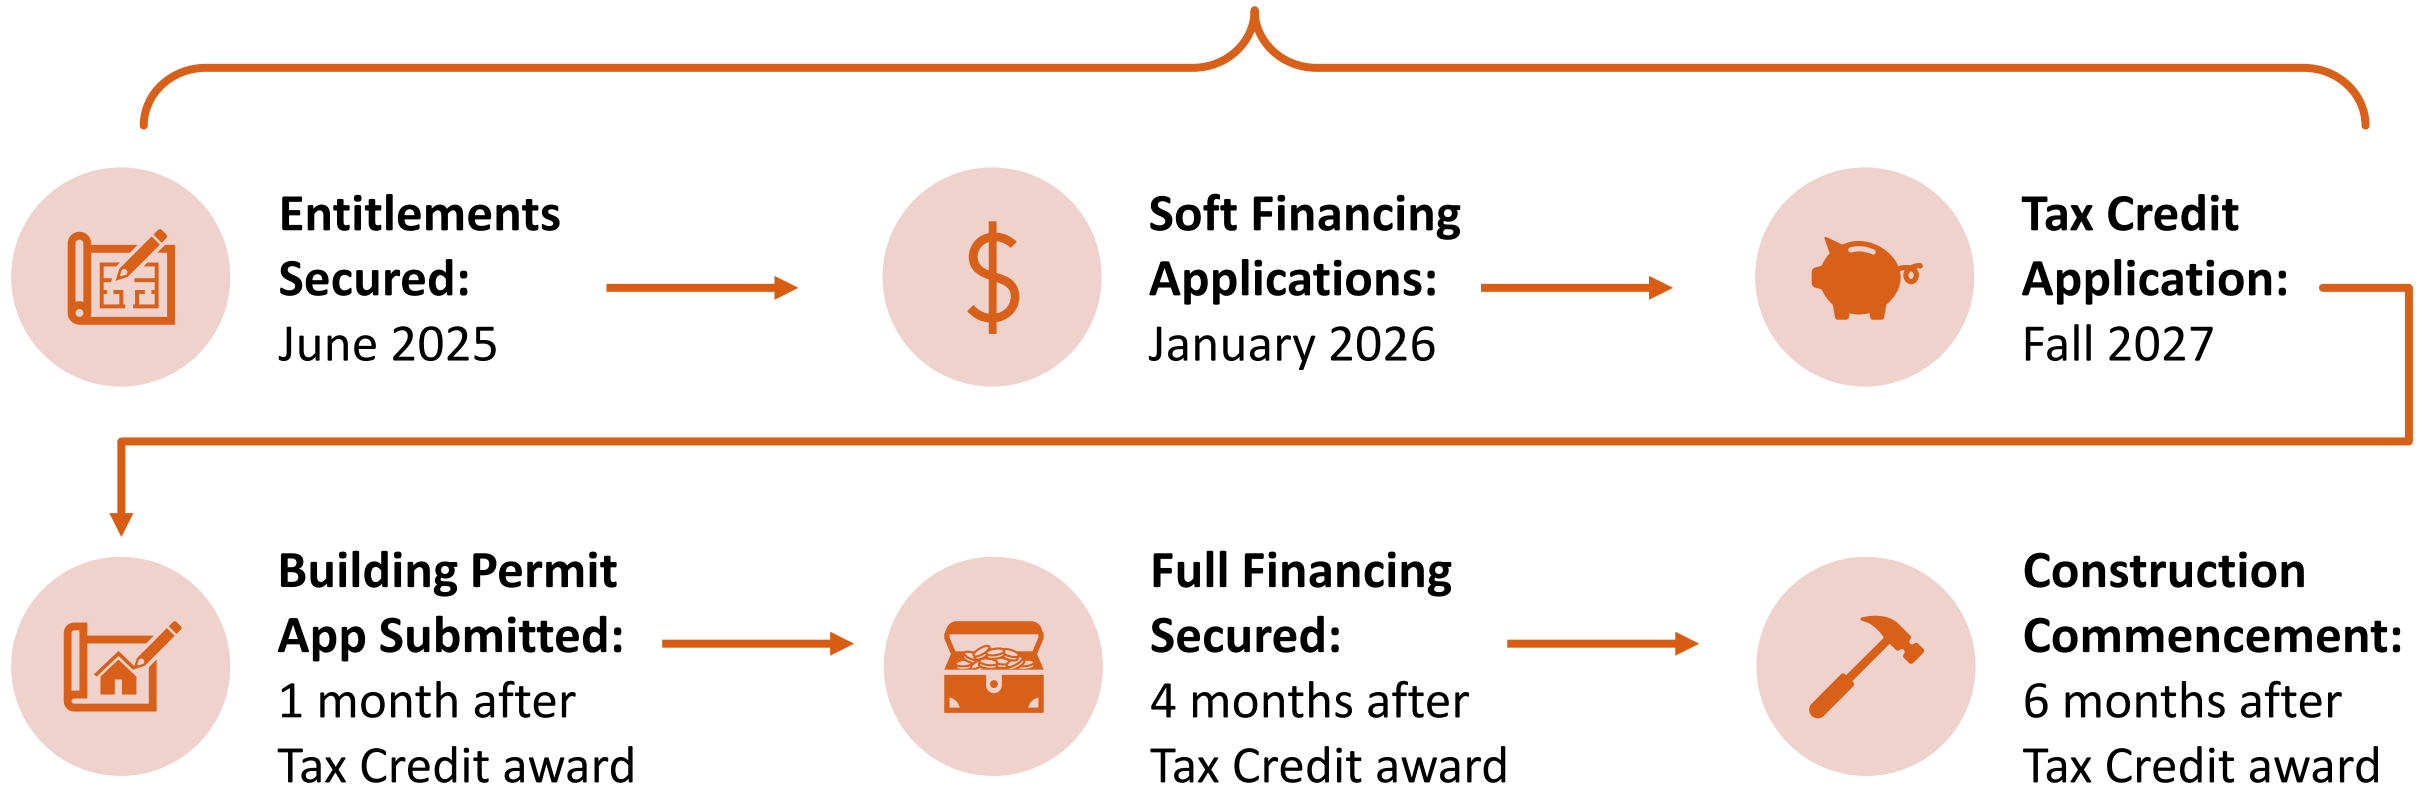 Entitlements
Secured:
June 2025
Soft Financing
Applications:
January 2026
Tax Credit
Application:
Fall 2027
Building Permit
App Submitted:
1 month after
Tax Credit award
Full Financing
Secured:
4 months after
Tax Credit award
Construction
Commencement:
6 months after
Tax Credit award